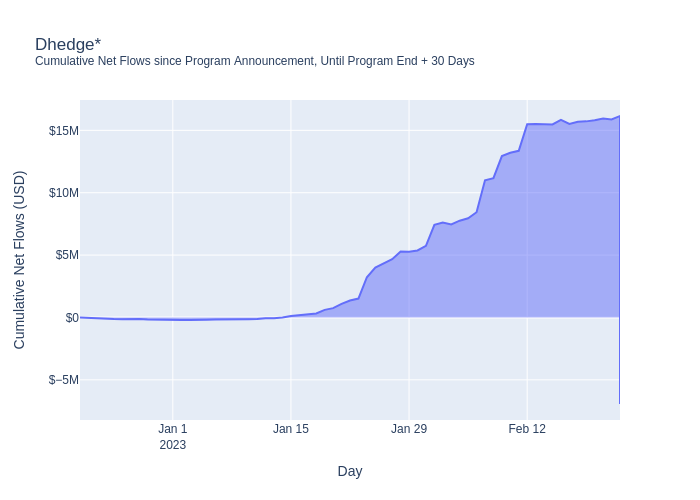 Dhedge*
Cumulative Net Flows since Program Announcement, Until Program End + 30 Days
Cumulative Net Flows (USD)
$15M
$10M
$5M
$0
$−5M
Jan 1
2023
Jan 15
Jan 29
Feb 12
Day